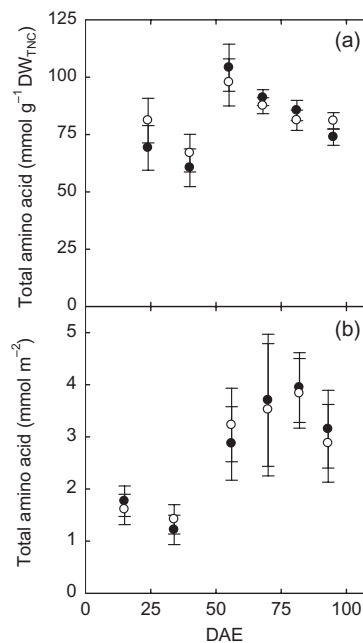 (a)
Total amino acid (mmol g⁻¹ DW_TNC)
125
100
75
50
25
0
(b)
Total amino acid (mmol m⁻²)
5
4
3
2
1
0
0 25 50 75 100
DAE